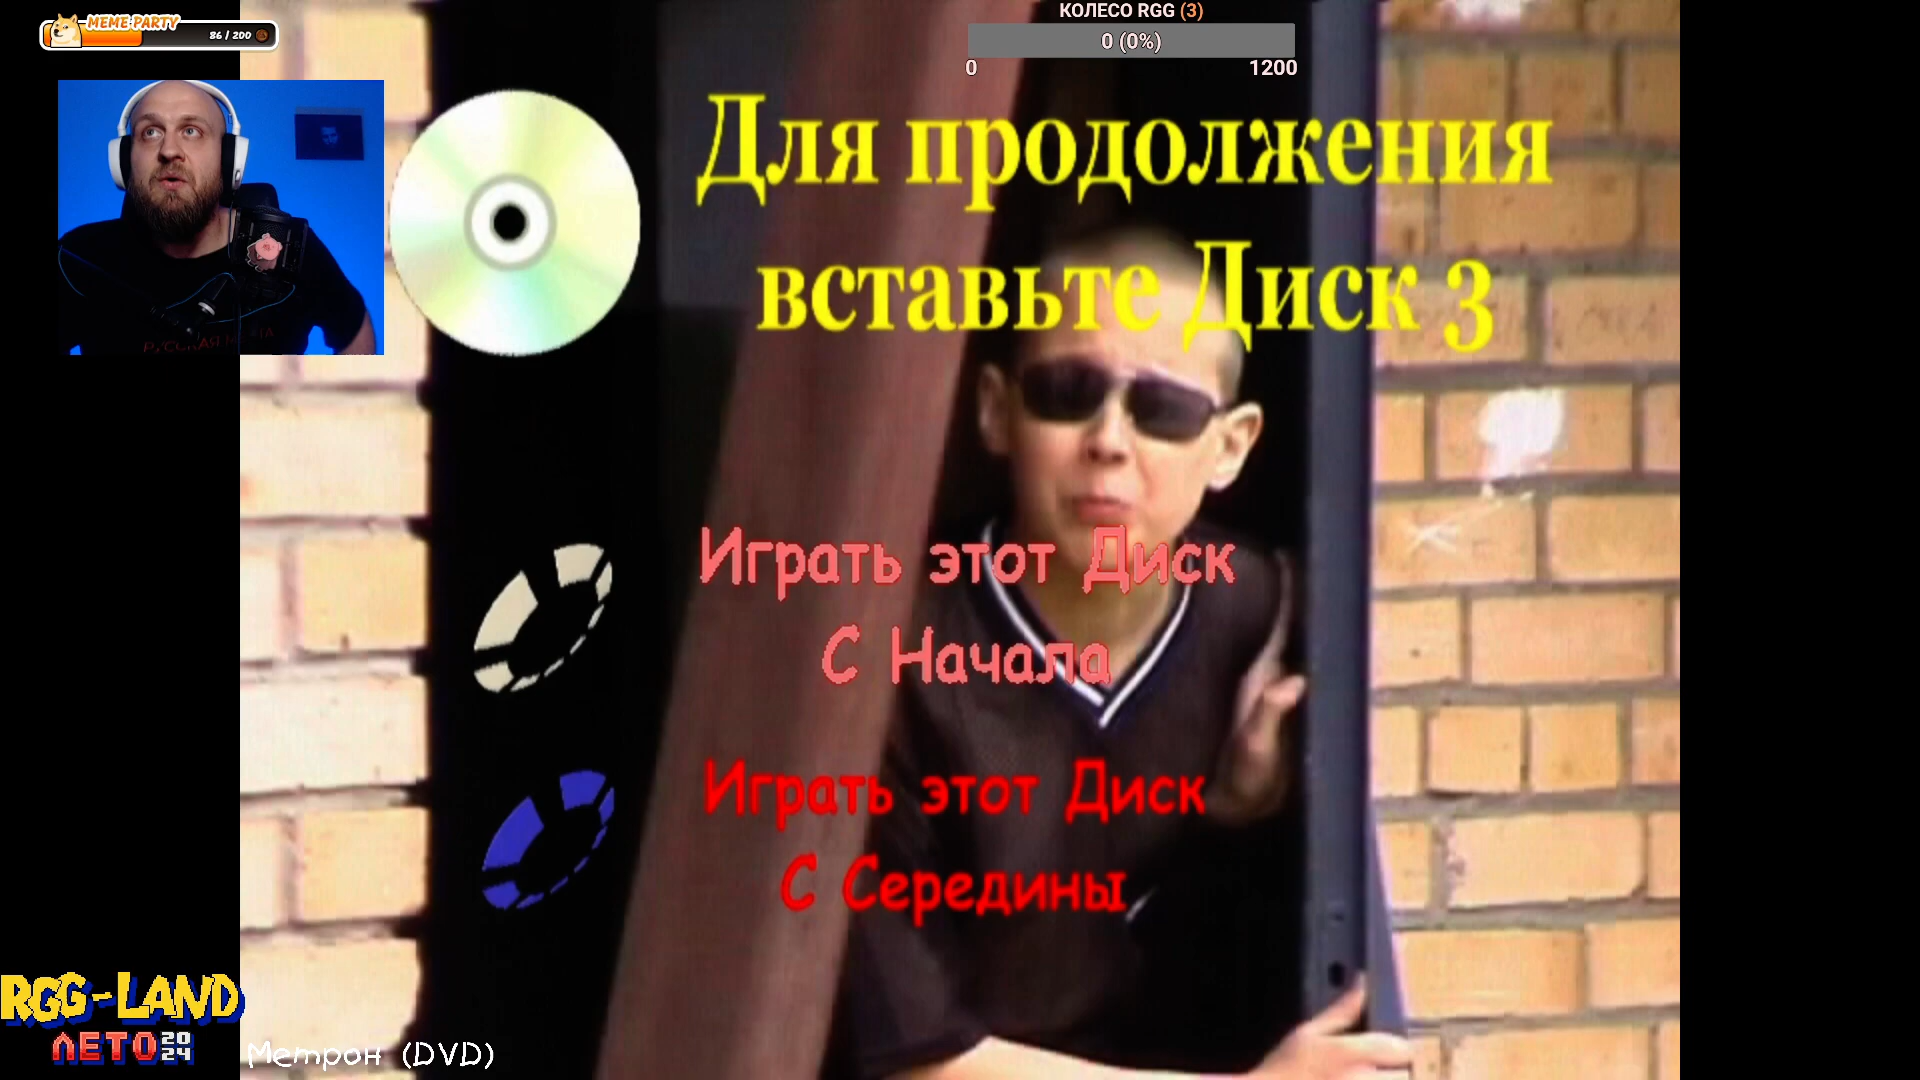 MEME PARTY
86 / 200
КОЛЕСО RGG (3)
0 (0%)
0
1200
Для продолжения
вставьте Диск 3
Играть этот Диск
С Начала
Играть этот Диск
С Середины
RGG-LAND
ЛЕТО 2024
Метрон (DVD)